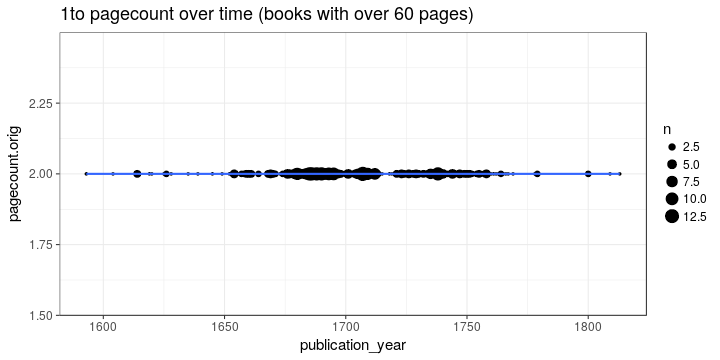 1to pagecount over time (books with over 60 pages)
pagecount.orig
2.25
2.00
1.75
1.50
1600 1650 1700 1750 1800
publication_year
n
2.5
5.0
7.5
10.0
12.5